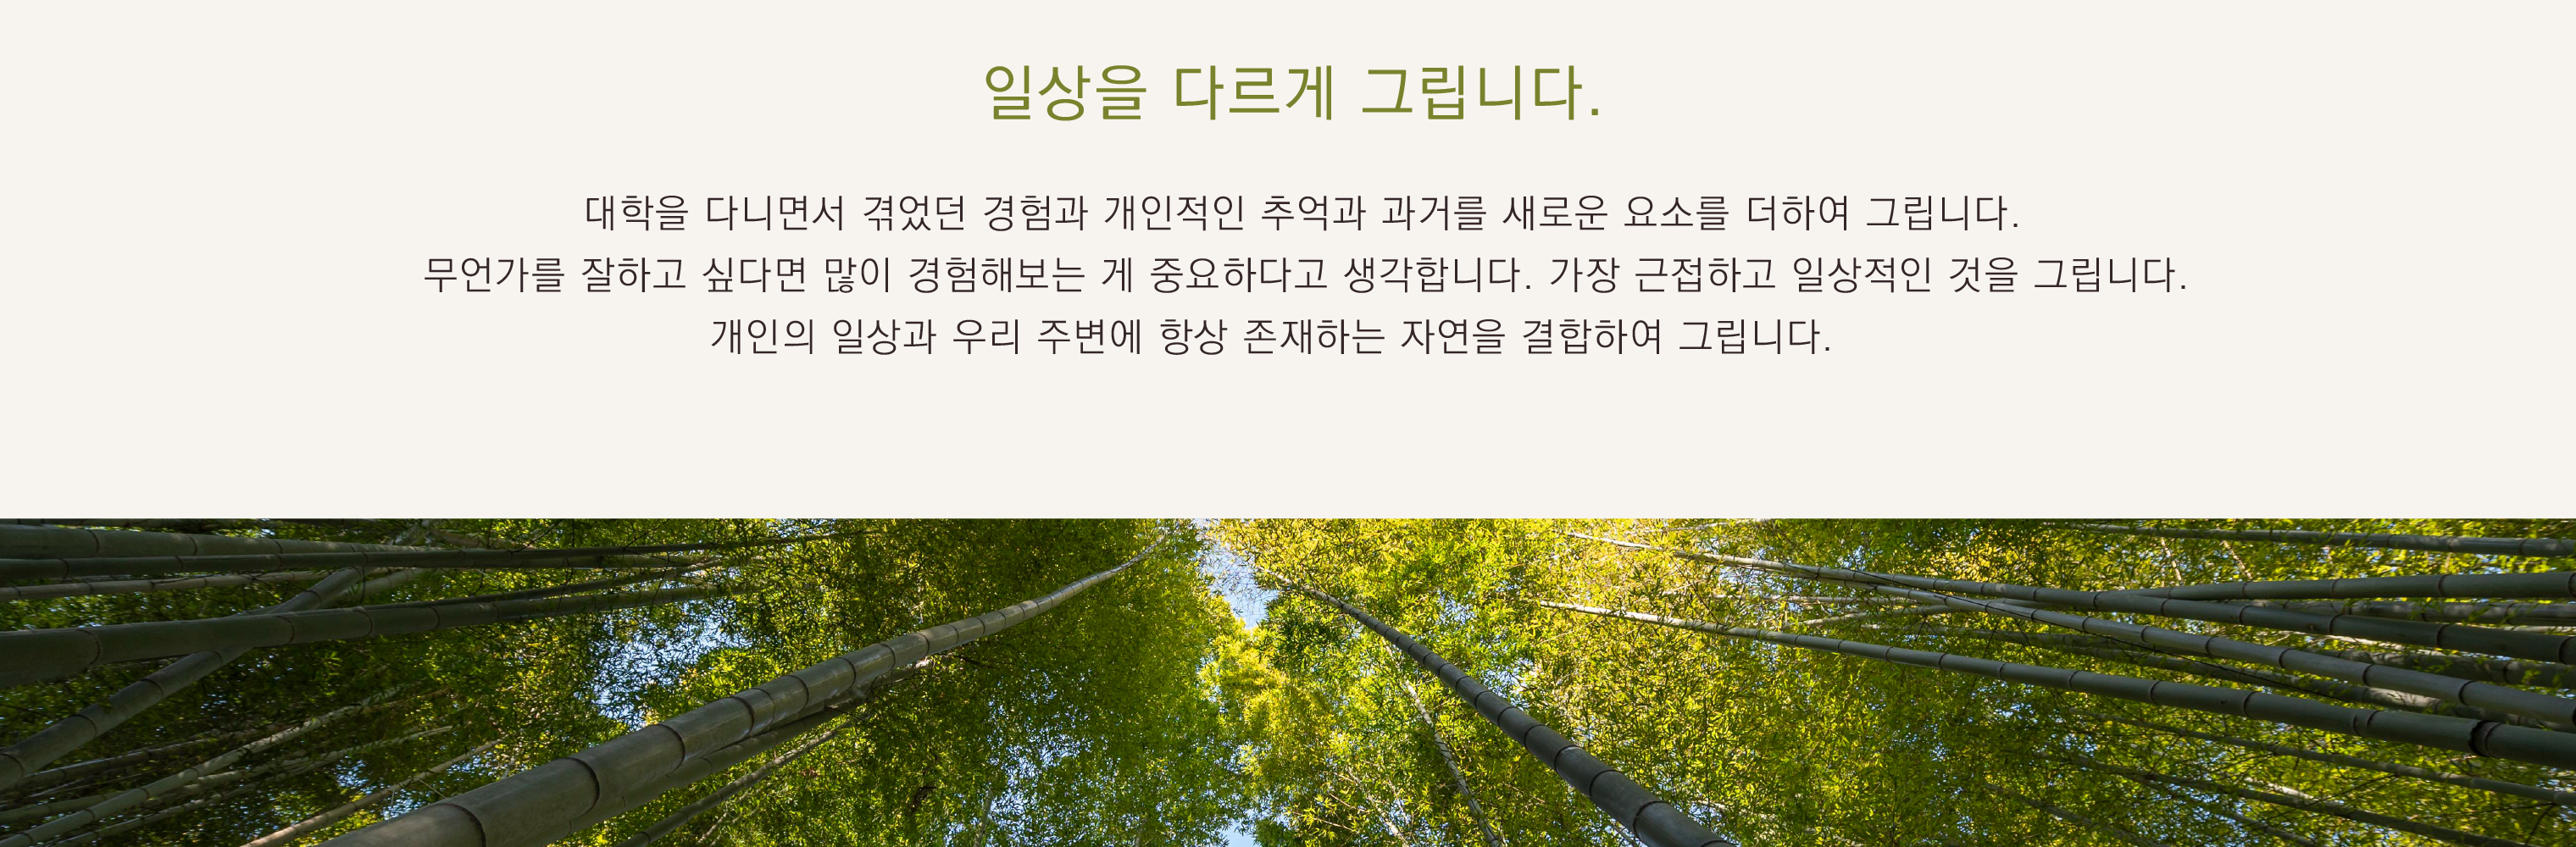 일상을 다르게 그립니다.
대학을 다니면서 겪었던 경험과 개인적인 추억과 과거를 새로운 요소를 더하여 그립니다.
무언가를 잘하고 싶다면 많이 경험해보는 게 중요하다고 생각합니다. 가장 근접하고 일상적인 것을 그립니다.
개인의 일상과 우리 주변에 항상 존재하는 자연을 결합하여 그립니다.